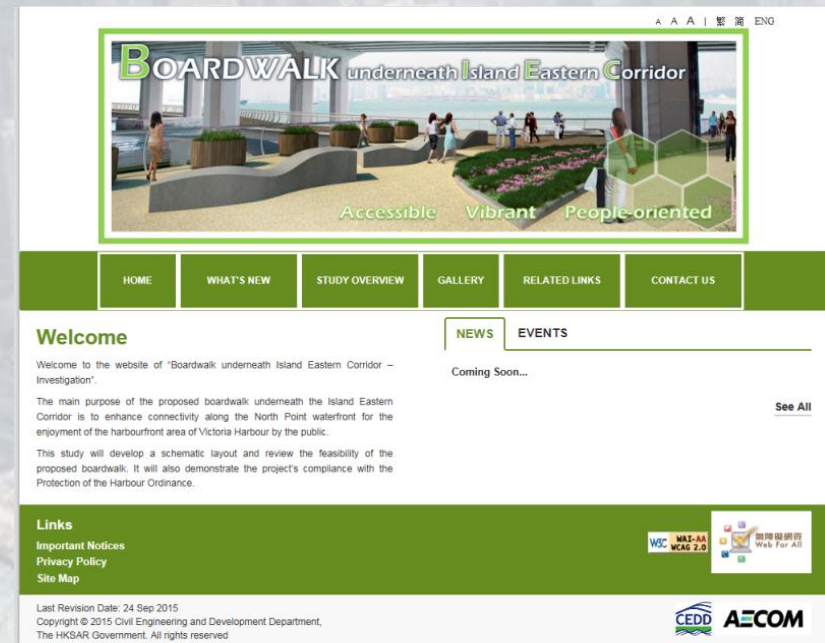 A A A | 繁 简 ENG
BOARDWALK underneath Island Eastern Corridor
Accessible Vibrant People-oriented
HOME WHAT'S NEW STUDY OVERVIEW GALLERY RELATED LINKS CONTACT US
Welcome
Welcome to the website of "Boardwalk underneath Island Eastern Corridor –
Investigation".
The main purpose of the proposed boardwalk underneath the Island Eastern
Corridor is to enhance connectivity along the North Point waterfront for the
enjoyment of the harbourfront area of Victoria Harbour by the public.
This study will develop a schematic layout and review the feasibility of the
proposed boardwalk. It will also demonstrate the project's compliance with the
Protection of the Harbour Ordinance.
NEWS EVENTS
Coming Soon...
See All
Links
Important Notices
Privacy Policy
Site Map
W3C WAI-AA
WCAG 2.0
無障礙網頁
Web For All
Last Revision Date: 24 Sep 2015
Copyright © 2015 Civil Engineering and Development Department,
The HKSAR Government. All rights reserved
CEDD AECOM